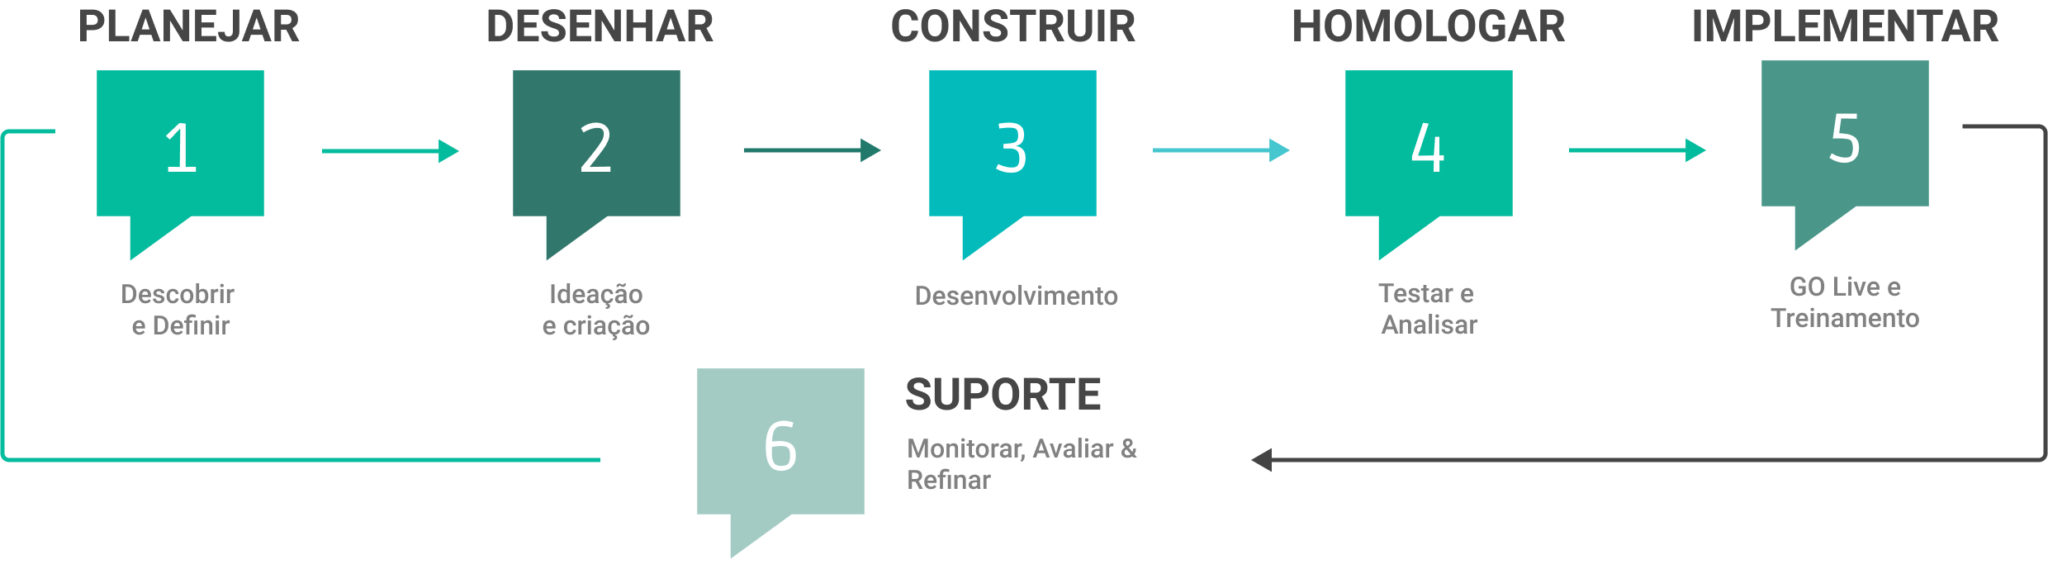 PLANEJAR
1
Descobrir
e Definir
DESENHAR
2
Ideação
e criação
CONSTRUIR
3
Desenvolvimento
HOMOLOGAR
4
Testar e
Analisar
IMPLEMENTAR
5
GO Live e
Treinamento
6
SUPORTE
Monitorar, Avaliar &
Refinar